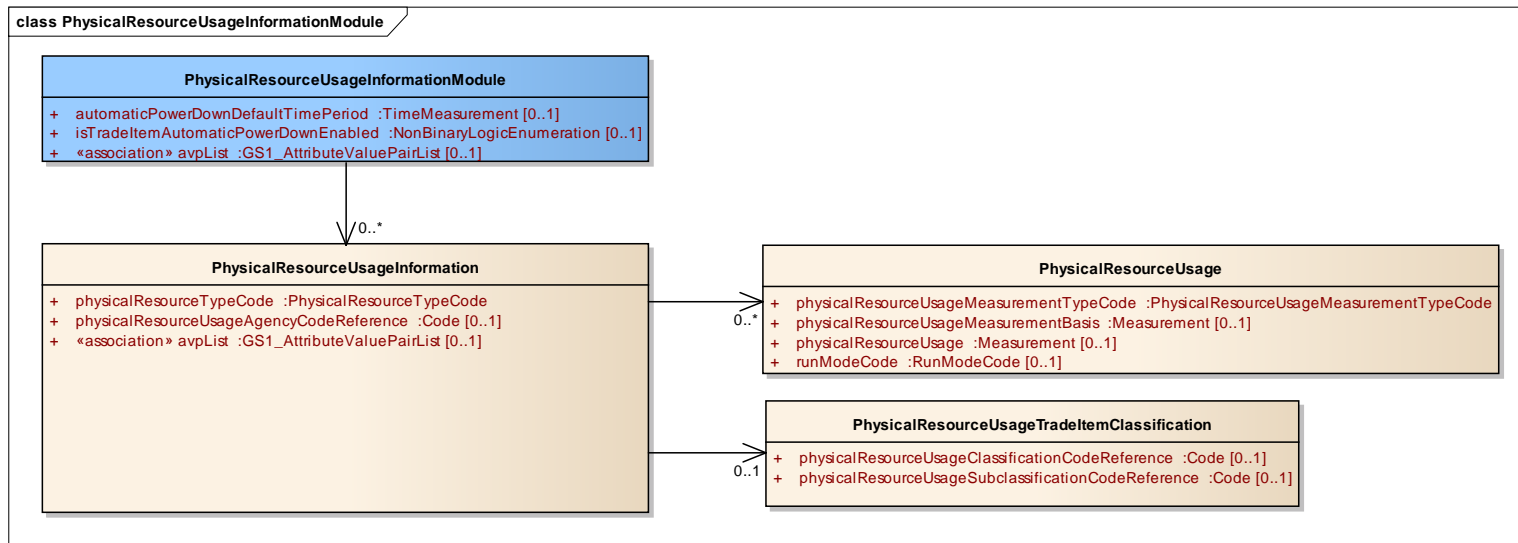 class PhysicalResourceUsageInformationModule
PhysicalResourceUsageInformationModule
+ automaticPowerDownDefaultTimePeriod :TimeMeasurement [0..1]
+ isTradeItemAutomaticPowerDownEnabled :NonBinaryLogicEnumeration [0..1]
+ «association» avpList :GS1_AttributeValuePairList [0..1]
0..*
PhysicalResourceUsageInformation
+ physicalResourceTypeCode :PhysicalResourceTypeCode
+ physicalResourceUsageAgencyCodeReference :Code [0..1]
+ «association» avpList :GS1_AttributeValuePairList [0..1]
0..*
PhysicalResourceUsage
+ physicalResourceUsageMeasurementTypeCode :PhysicalResourceUsageMeasurementTypeCode
+ physicalResourceUsageMeasurementBasis :Measurement [0..1]
+ physicalResourceUsage :Measurement [0..1]
+ runModeCode :RunModeCode [0..1]
0..1
PhysicalResourceUsageTradeItemClassification
+ physicalResourceUsageClassificationCodeReference :Code [0..1]
+ physicalResourceUsageSubclassificationCodeReference :Code [0..1]